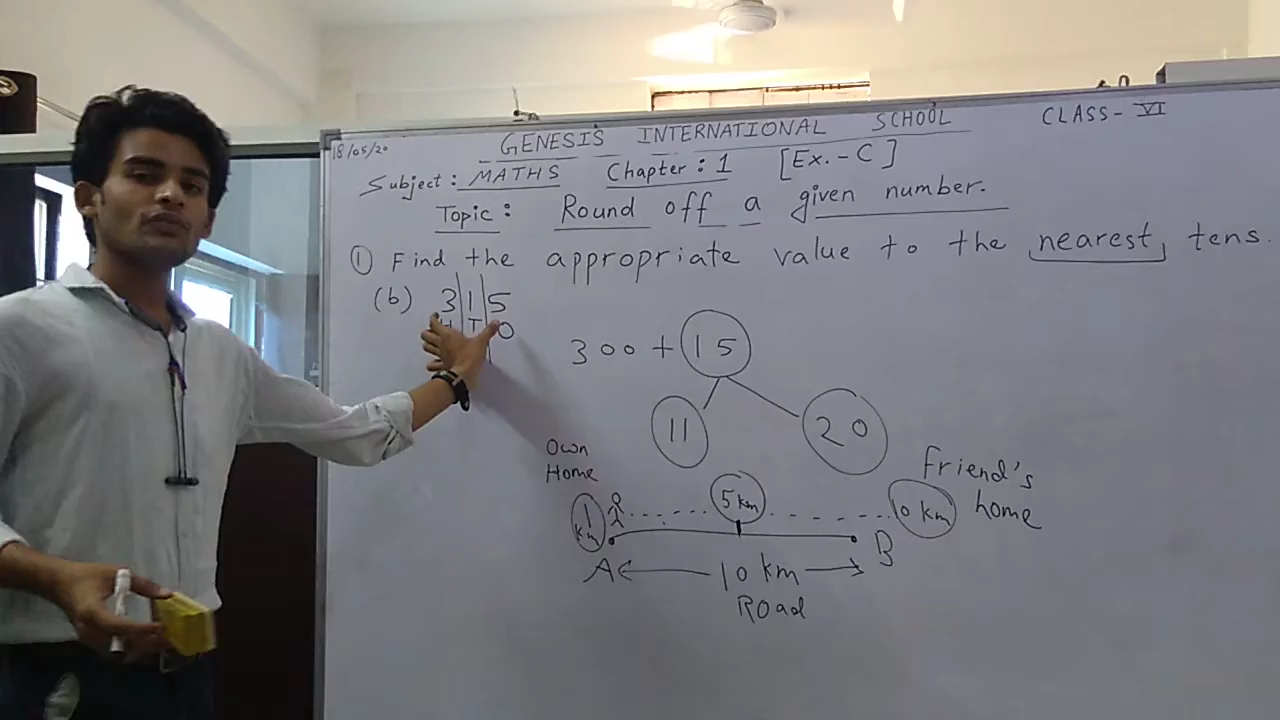 18/05/20
GENESIS INTERNATIONAL SCHOOL
CLASS-VI
Subject: MATHS Chapter: 1 [Ex.-C]
Topic: Round off a given number.
① Find the appropriate value to the nearest tens.
(b) 3|1|5
H|T|O
300 + 15
11 20
Own
Home
Friend's
home
1
km
5 km
10 km
A B
10 km
Road